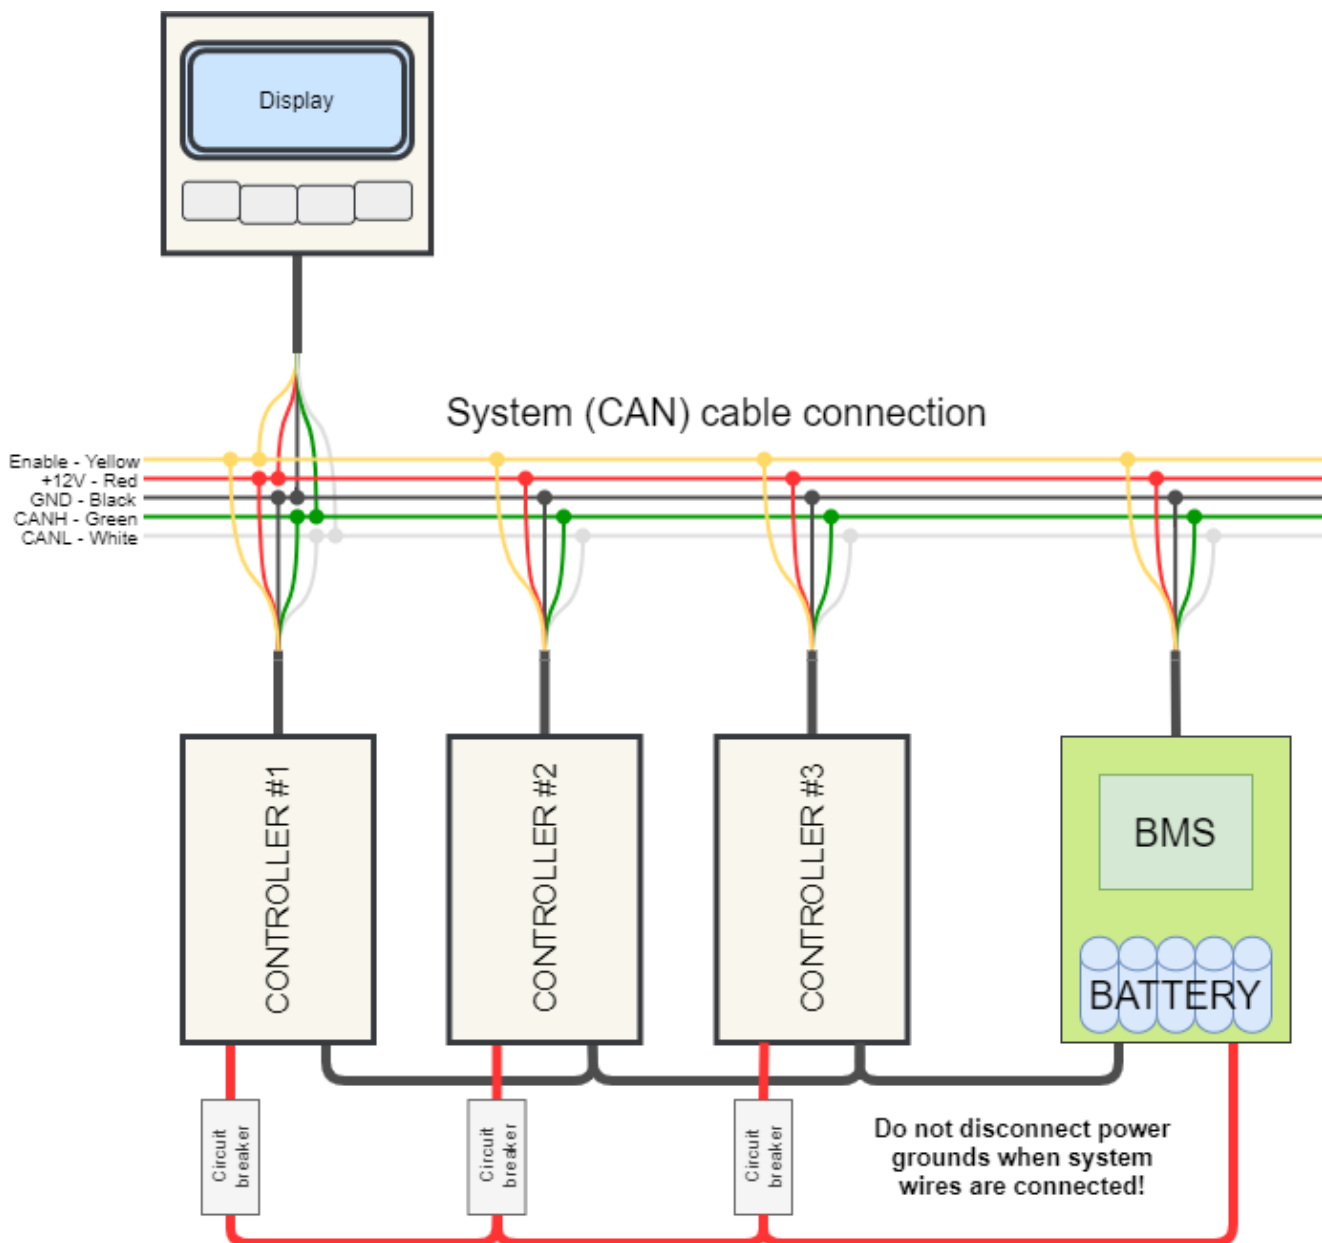 Display
System (CAN) cable connection
Enable - Yellow
+12V - Red
GND - Black
CANH - Green
CANL - White
CONTROLLER #1
CONTROLLER #2
CONTROLLER #3
BMS
BATTERY
Circuit
breaker
Circuit
breaker
Circuit
breaker
Do not disconnect power
grounds when system
wires are connected!